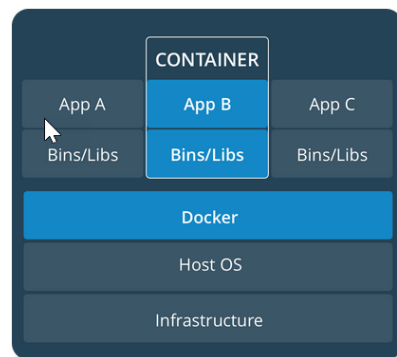 CONTAINER
App A App B App C
Bins/Libs Bins/Libs Bins/Libs
Docker
Host OS
Infrastructure